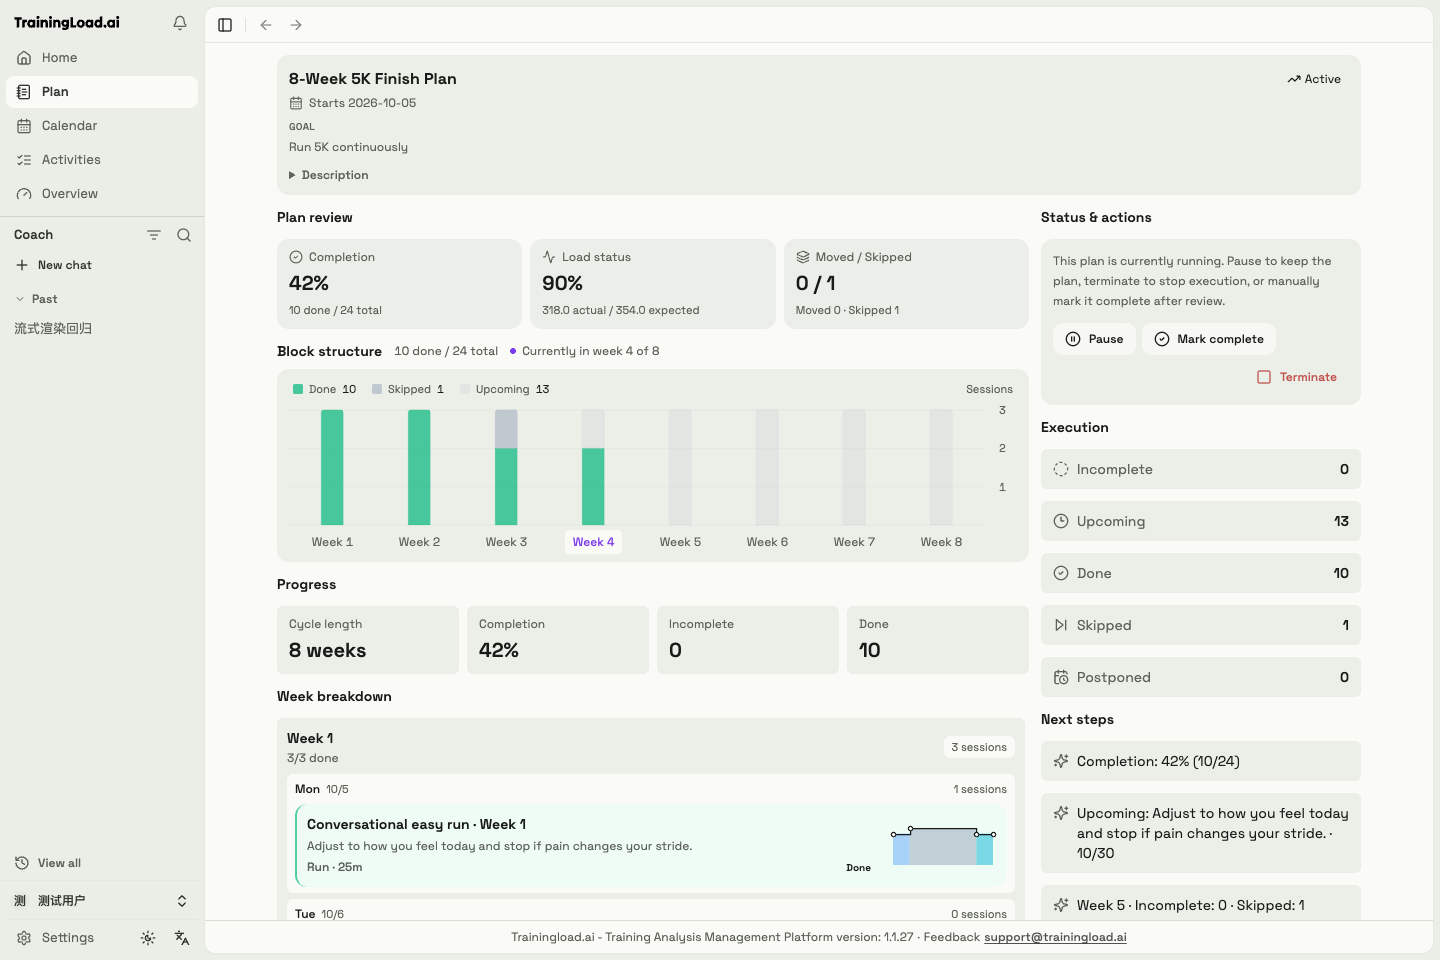 TrainingLoad.ai
Home
Plan
Calendar
Activities
Overview
Coach
New chat
Past
流式渲染回归
View all
测 测试用户
Settings
8-Week 5K Finish Plan
Active
Starts 2026-10-05
GOAL
Run 5K continuously
Description
Plan review
Completion
42%
10 done / 24 total
Load status
90%
318.0 actual / 354.0 expected
Moved / Skipped
0 / 1
Moved 0 · Skipped 1
Block structure 10 done / 24 total Currently in week 4 of 8
Done 10 Skipped 1 Upcoming 13 Sessions
3
2
1
Week 1 Week 2 Week 3 Week 4 Week 5 Week 6 Week 7 Week 8
Progress
Cycle length
8 weeks
Completion
42%
Incomplete
0
Done
10
Week breakdown
Week 1
3/3 done
3 sessions
Mon 10/5 1 sessions
Conversational easy run · Week 1
Adjust to how you feel today and stop if pain changes your stride.
Run · 25m
Done
Tue 10/6 0 sessions
Status & actions
This plan is currently running. Pause to keep the
plan, terminate to stop execution, or manually
mark it complete after review.
Pause
Mark complete
Terminate
Execution
Incomplete 0
Upcoming 13
Done 10
Skipped 1
Postponed 0
Next steps
Completion: 42% (10/24)
Upcoming: Adjust to how you feel today
and stop if pain changes your stride. ·
10/30
Week 5 · Incomplete: 0 · Skipped: 1
Trainingload.ai - Training Analysis Management Platform version: 1.1.27 · Feedback support@trainingload.ai